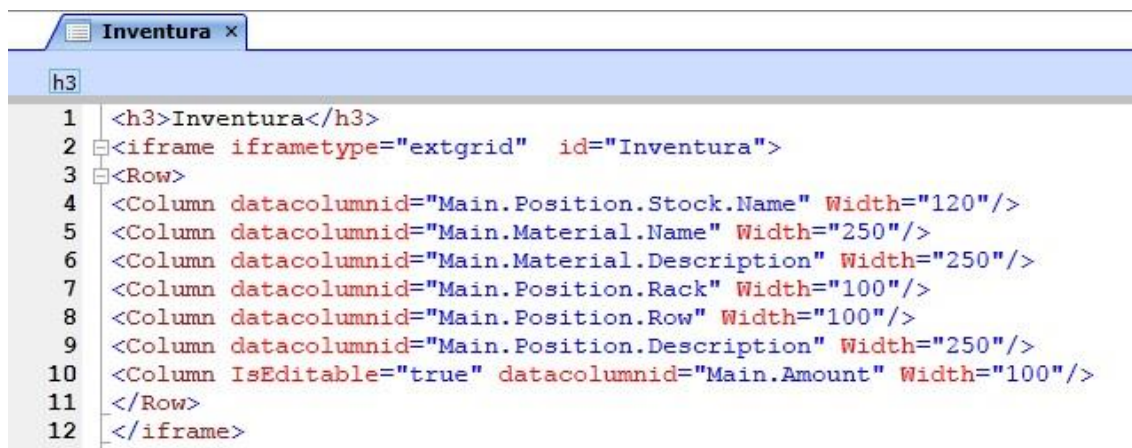 Inventura ×
h3
1 <h3>Inventura</h3>
2 <iframe iframetype="extgrid"  id="Inventura">
3 <Row>
4 <Column datacolumnid="Main.Position.Stock.Name" Width="120"/>
5 <Column datacolumnid="Main.Material.Name" Width="250"/>
6 <Column datacolumnid="Main.Material.Description" Width="250"/>
7 <Column datacolumnid="Main.Position.Rack" Width="100"/>
8 <Column datacolumnid="Main.Position.Row" Width="100"/>
9 <Column datacolumnid="Main.Position.Description" Width="250"/>
10 <Column IsEditable="true" datacolumnid="Main.Amount" Width="100"/>
11 </Row>
12 </iframe>